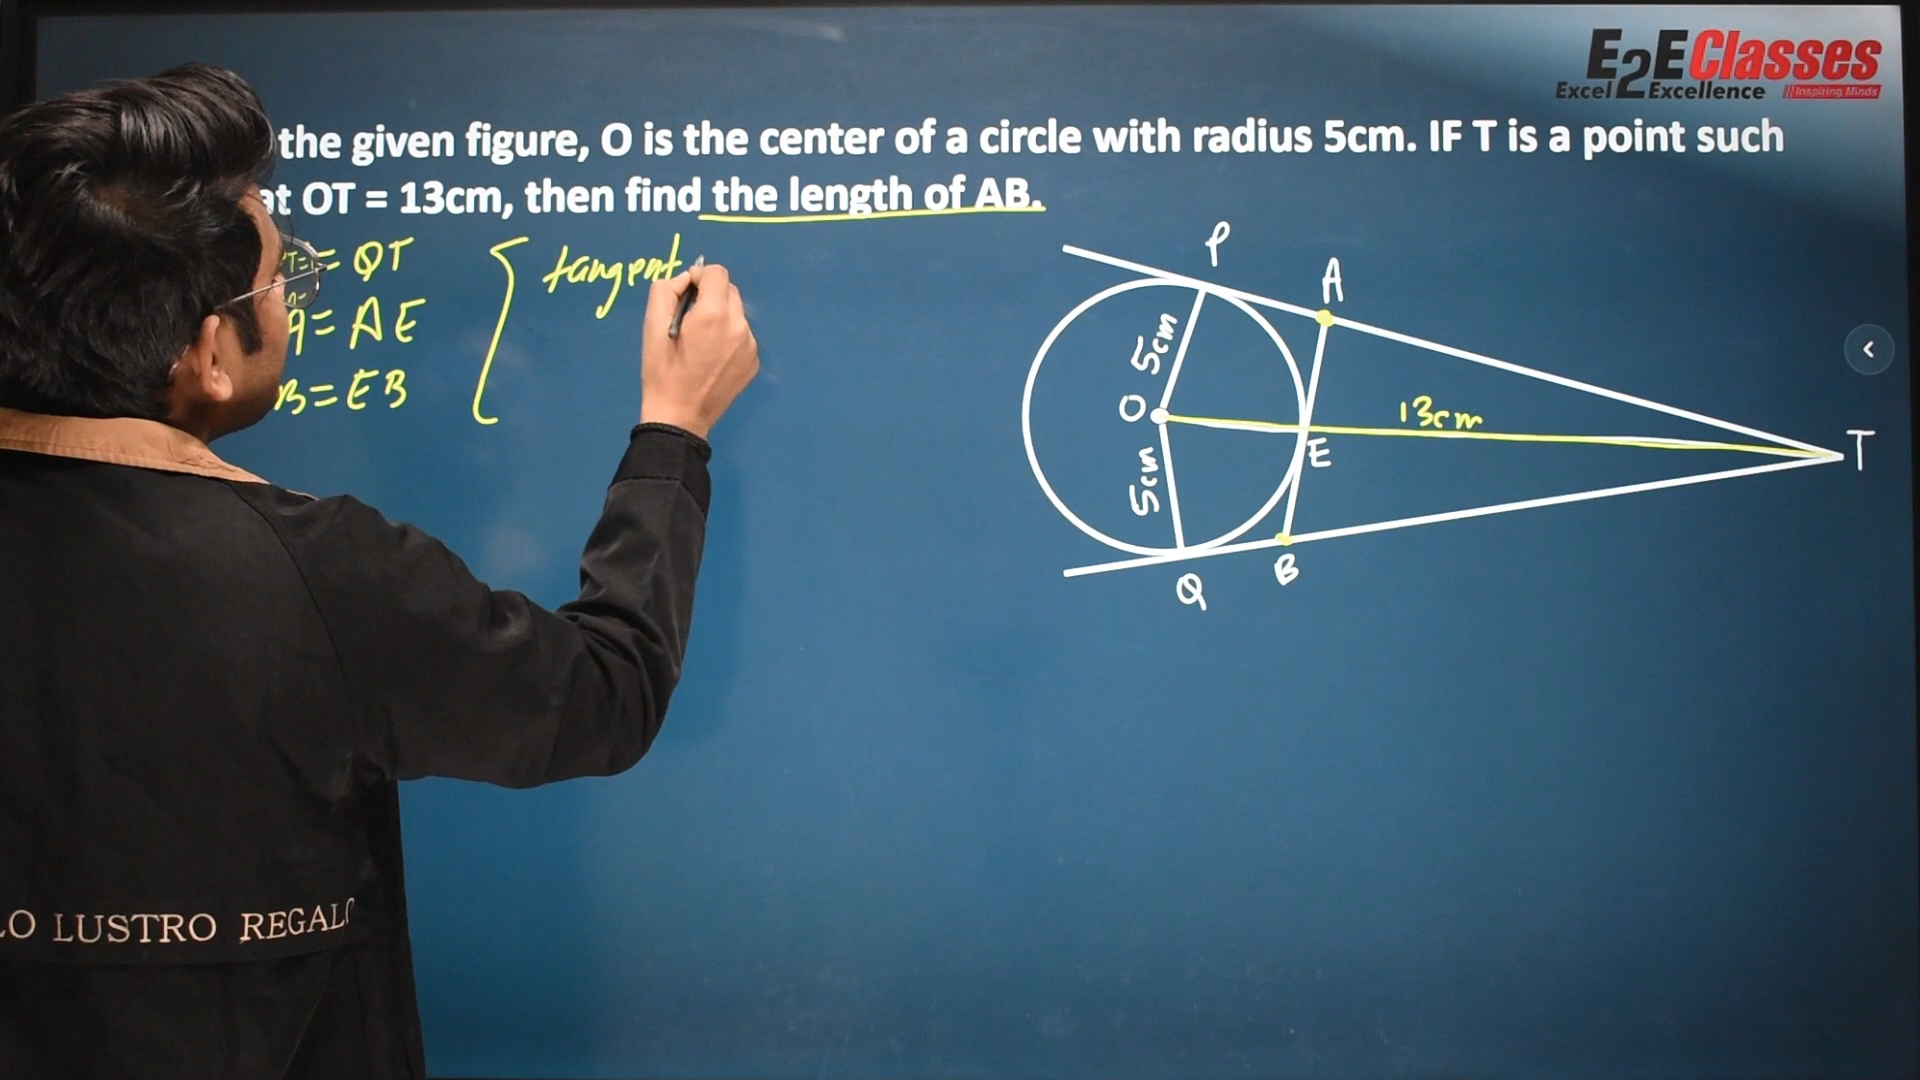 E2E Classes
Excel 2 Excellence Inspiring Minds
the given figure, O is the center of a circle with radius 5cm. IF T is a point such
at OT = 13cm, then find the length of AB.
= QT
= AE
B = EB
tangent
P
A
5cm
O
13cm
T
E
5cm
B
Q
LO LUSTRO REGALO